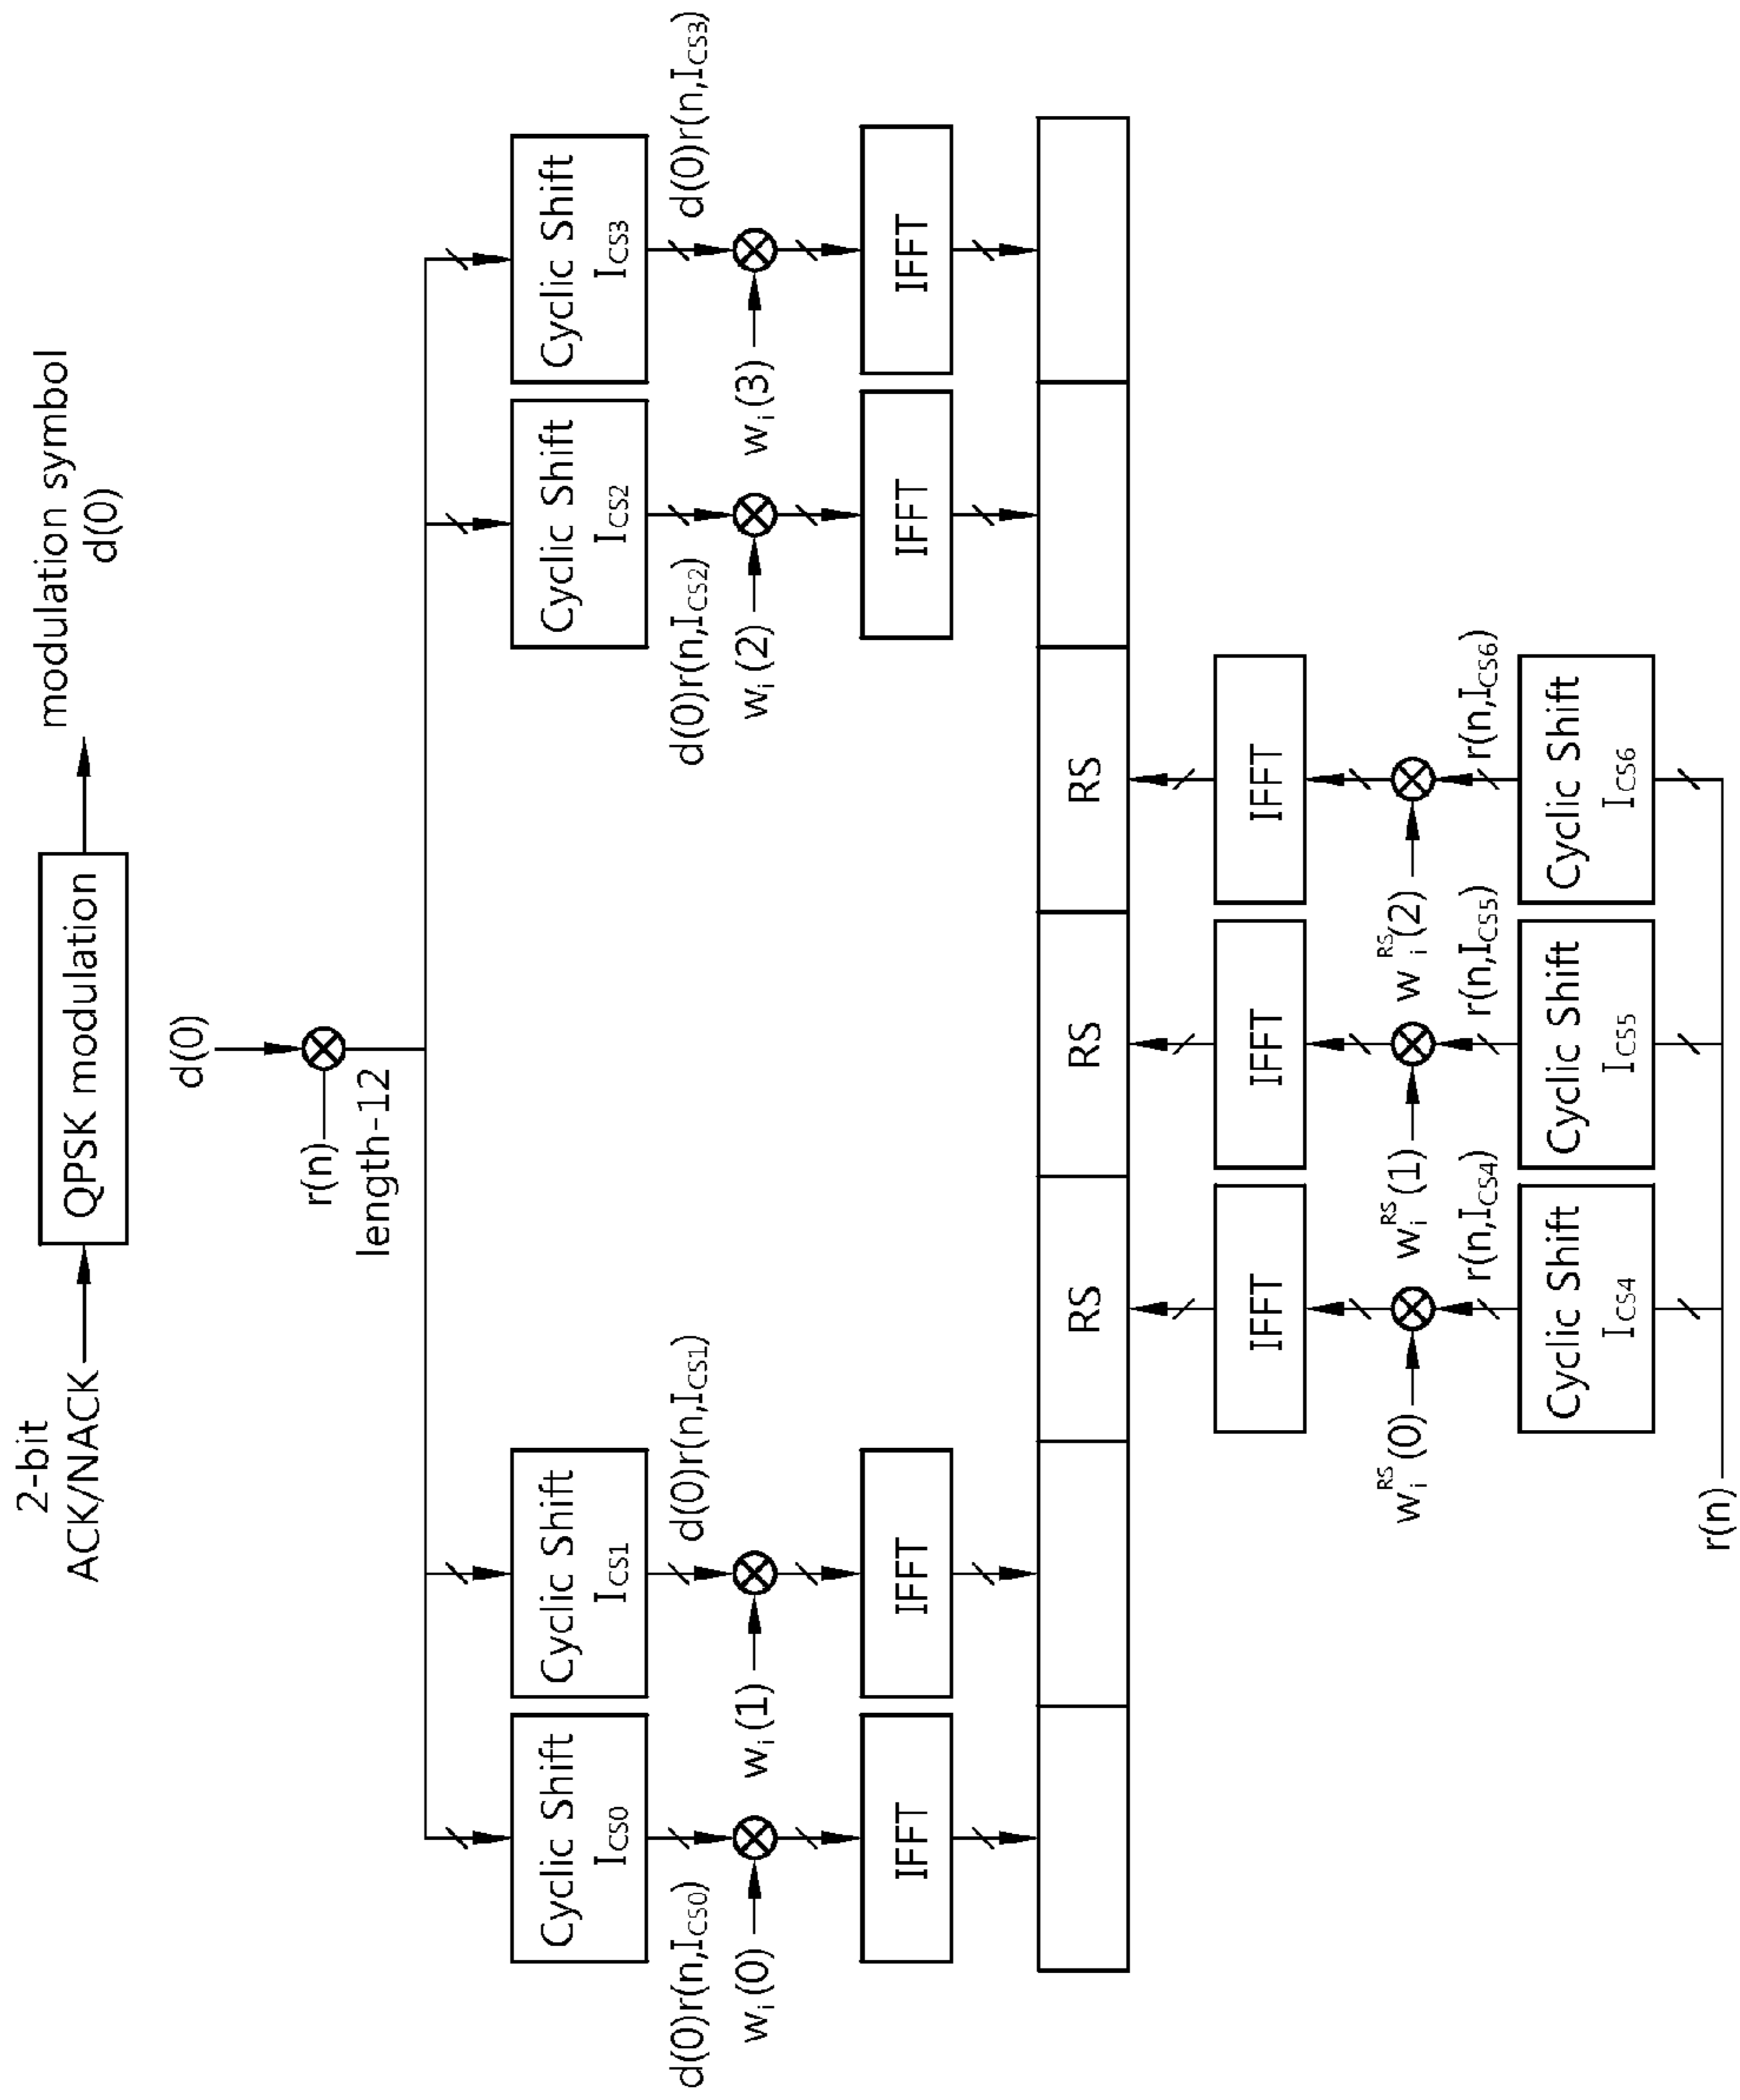 2-bit
ACK/NACK
QPSK modulation
modulation symbol
d(0)
d(0)
r(n)
length-12
Cyclic Shift
I_CS0
Cyclic Shift
I_CS1
Cyclic Shift
I_CS2
Cyclic Shift
I_CS3
d(0)r(n,I_CS0)
d(0)r(n,I_CS1)
d(0)r(n,I_CS2)
d(0)r(n,I_CS3)
w_i(0)
w_i(1)
w_i(2)
w_i(3)
IFFT
IFFT
IFFT
IFFT
RS
RS
RS
IFFT
IFFT
IFFT
w_i^RS(0)
w_i^RS(1)
w_i^RS(2)
r(n,I_CS4)
r(n,I_CS5)
r(n,I_CS6)
Cyclic Shift
I_CS4
Cyclic Shift
I_CS5
Cyclic Shift
I_CS6
r(n)